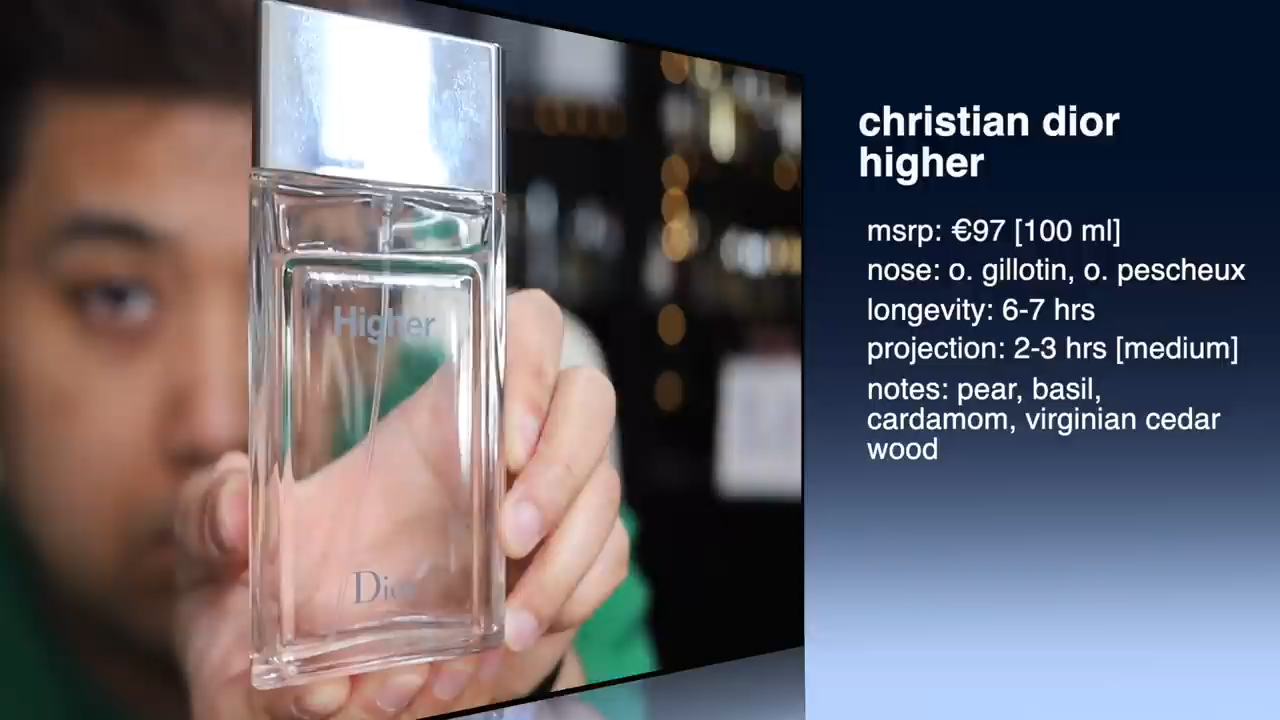 Higher
Dior
christian dior
higher
msrp: €97 [100 ml]
nose: o. gillotin, o. pescheux
longevity: 6-7 hrs
projection: 2-3 hrs [medium]
notes: pear, basil,
cardamom, virginian cedar
wood